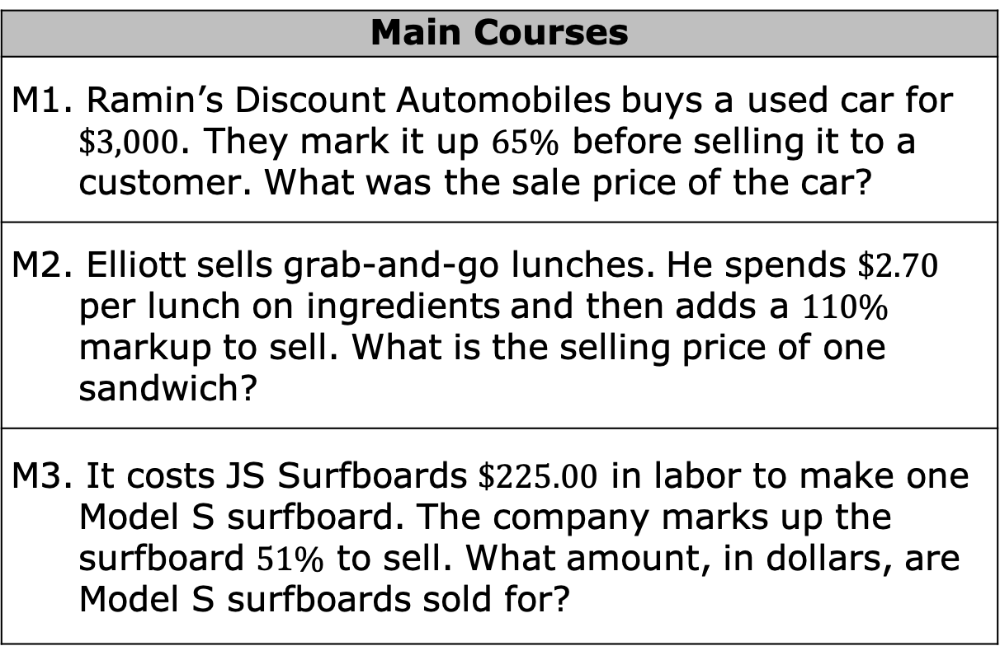 Main Courses
M1. Ramin’s Discount Automobiles buys a used car for
$3,000. They mark it up 65% before selling it to a
customer. What was the sale price of the car?
M2. Elliott sells grab-and-go lunches. He spends $2.70
per lunch on ingredients and then adds a 110%
markup to sell. What is the selling price of one
sandwich?
M3. It costs JS Surfboards $225.00 in labor to make one
Model S surfboard. The company marks up the
surfboard 51% to sell. What amount, in dollars, are
Model S surfboards sold for?